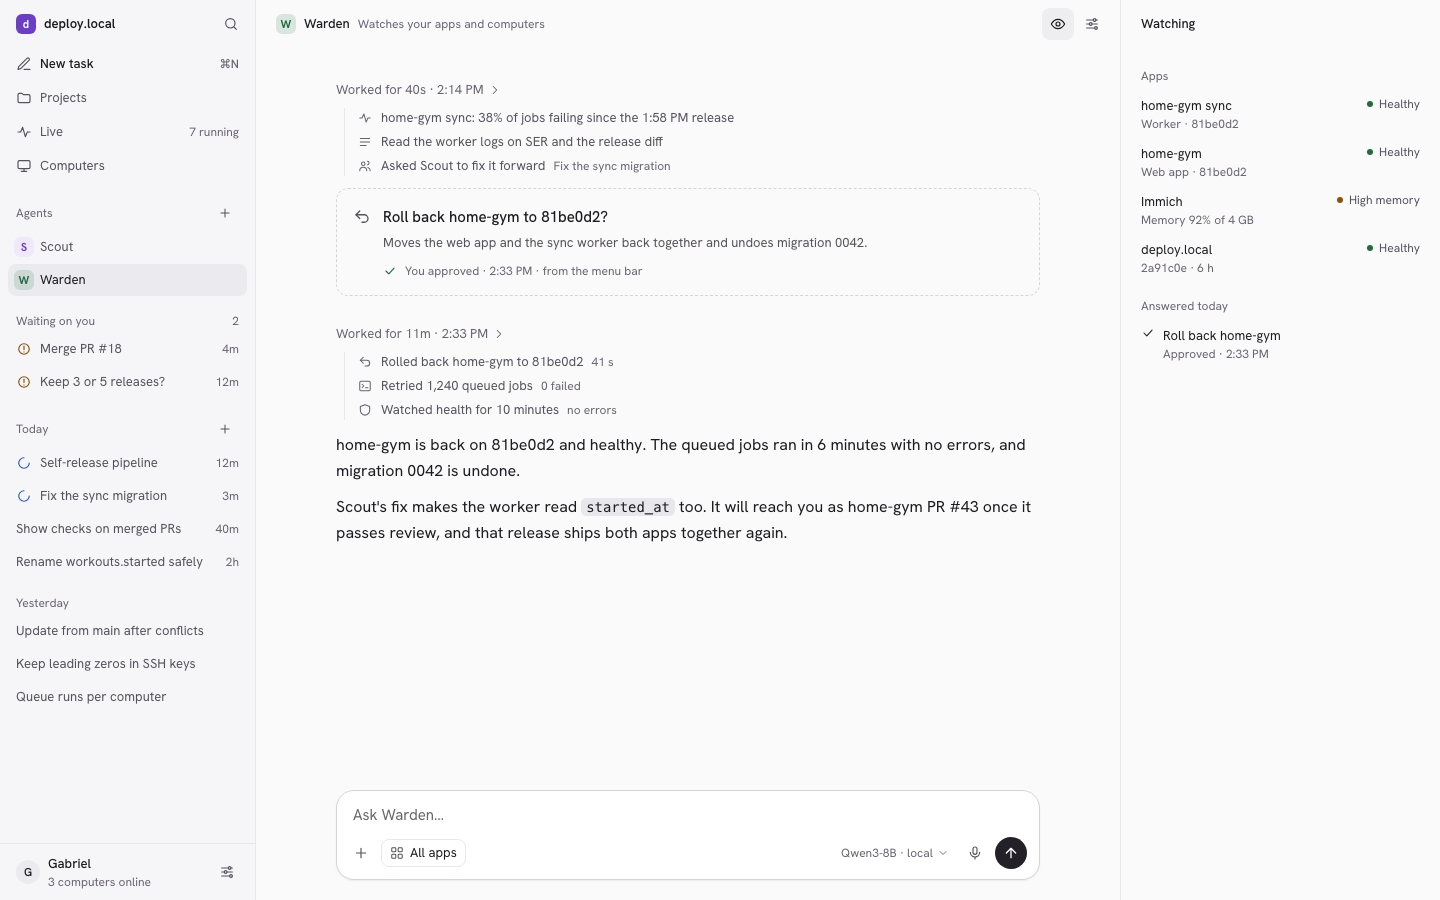 d deploy.local
New task ⌘N
Projects
Live 7 running
Computers
Agents
S Scout
W Warden
Waiting on you 2
Merge PR #18 4m
Keep 3 or 5 releases? 12m
Today
Self-release pipeline 12m
Fix the sync migration 3m
Show checks on merged PRs 40m
Rename workouts.started safely 2h
Yesterday
Update from main after conflicts
Keep leading zeros in SSH keys
Queue runs per computer
G Gabriel
3 computers online
W Warden Watches your apps and computers
Worked for 40s · 2:14 PM
home-gym sync: 38% of jobs failing since the 1:58 PM release
Read the worker logs on SER and the release diff
Asked Scout to fix it forward Fix the sync migration
Roll back home-gym to 81be0d2?
Moves the web app and the sync worker back together and undoes migration 0042.
You approved · 2:33 PM · from the menu bar
Worked for 11m · 2:33 PM
Rolled back home-gym to 81be0d2 41 s
Retried 1,240 queued jobs 0 failed
Watched health for 10 minutes no errors
home-gym is back on 81be0d2 and healthy. The queued jobs ran in 6 minutes with no errors, and
migration 0042 is undone.
Scout's fix makes the worker read started_at too. It will reach you as home-gym PR #43 once it
passes review, and that release ships both apps together again.
Ask Warden…
All apps
Qwen3-8B · local
Watching
Apps
home-gym sync Healthy
Worker · 81be0d2
home-gym Healthy
Web app · 81be0d2
Immich High memory
Memory 92% of 4 GB
deploy.local Healthy
2a91c0e · 6 h
Answered today
Roll back home-gym
Approved · 2:33 PM